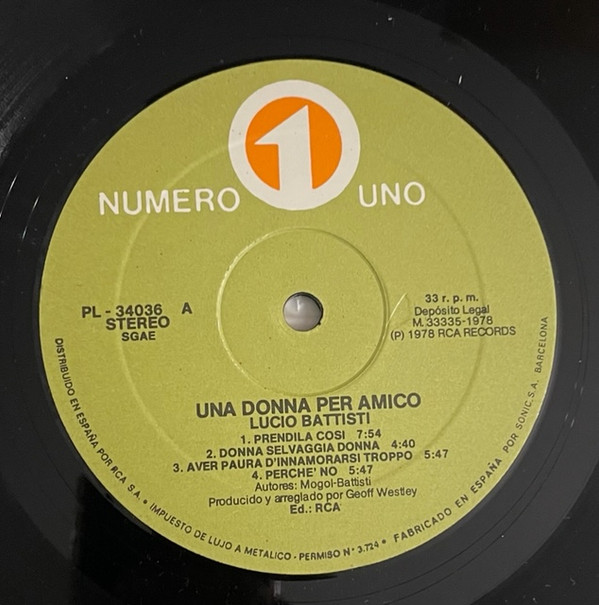 NUMERO 1 UNO
PL - 34036 A
STEREO
SGAE
33 r. p. m.
Depósito Legal
M. 33335-1978
(P) 1978 RCA RECORDS
UNA DONNA PER AMICO
LUCIO BATTISTI
1. PRENDILA COSI 7:54
2. DONNA SELVAGGIA DONNA 4:40
3. AVER PAURA D'INNAMORARSI TROPPO 5:47
4. PERCHE' NO 5:47
Autores: Mogol-Battisti
Producido y arreglado por Geoff Westley
Ed.: RCA
DISTRIBUIDO EN ESPAÑA POR RCA S.A. • IMPUESTO DE LUJO A METALICO - PERMISO N° 3.724 • FABRICADO EN ESPAÑA POR SONIC, S.A. BARCELONA